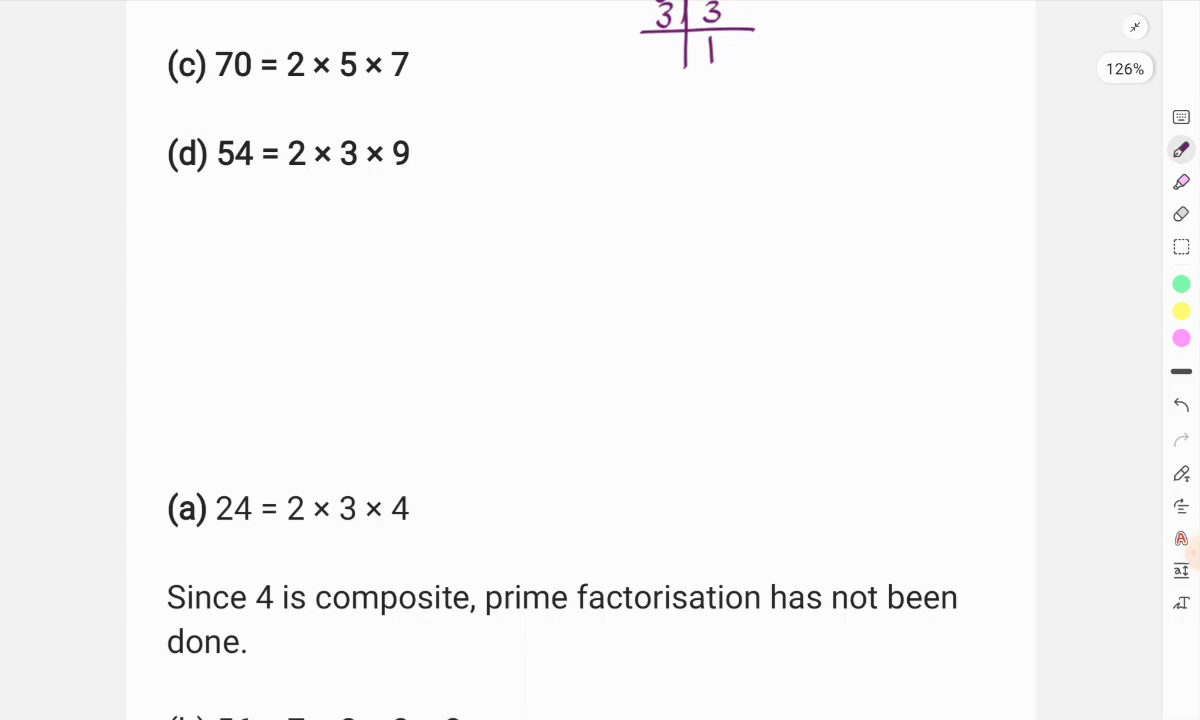 3 3
1
(c) 70 = 2 × 5 × 7
126%
(d) 54 = 2 × 3 × 9
(a) 24 = 2 × 3 × 4
Since 4 is composite, prime factorisation has not been
done.